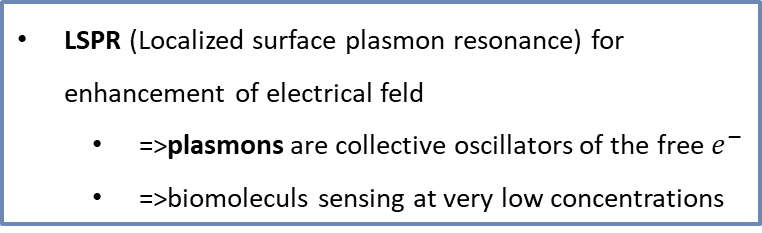 • LSPR (Localized surface plasmon resonance) for
enhancement of electrical feld
• =>plasmons are collective oscillators of the free e⁻
• =>biomoleculs sensing at very low concentrations